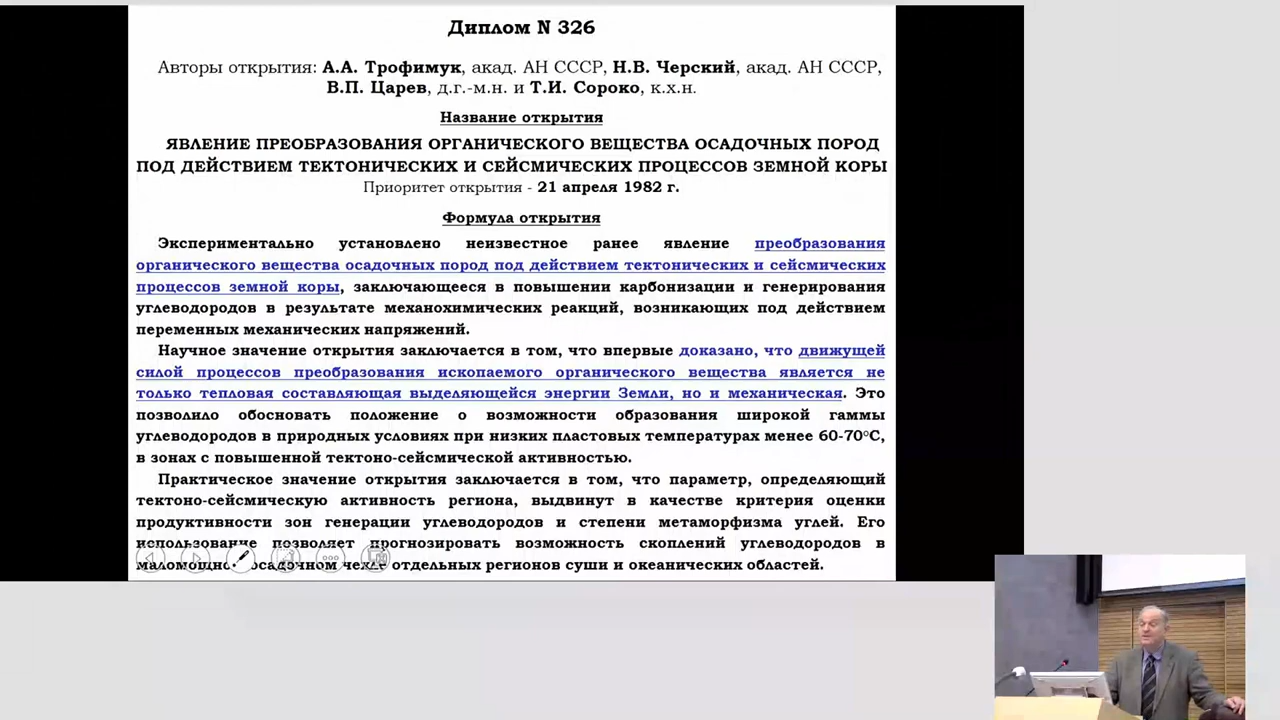 Диплом N 326
Авторы открытия: А.А. Трофимук, акад. АН СССР, Н.В. Черский, акад. АН СССР,
В.П. Царев, д.г.-м.н. и Т.И. Сороко, к.х.н.
Название открытия
ЯВЛЕНИЕ ПРЕОБРАЗОВАНИЯ ОРГАНИЧЕСКОГО ВЕЩЕСТВА ОСАДОЧНЫХ ПОРОД
ПОД ДЕЙСТВИЕМ ТЕКТОНИЧЕСКИХ И СЕЙСМИЧЕСКИХ ПРОЦЕССОВ ЗЕМНОЙ КОРЫ
Приоритет открытия - 21 апреля 1982 г.
Формула открытия
Экспериментально установлено неизвестное ранее явление преобразования
органического вещества осадочных пород под действием тектонических и сейсмических
процессов земной коры, заключающееся в повышении карбонизации и генерирования
углеводородов в результате механохимических реакций, возникающих под действием
переменных механических напряжений.
Научное значение открытия заключается в том, что впервые доказано, что движущей
силой процессов преобразования ископаемого органического вещества является не
только тепловая составляющая выделяющейся энергии Земли, но и механическая. Это
позволило обосновать положение о возможности образования широкой гаммы
углеводородов в природных условиях при низких пластовых температурах менее 60-70°С,
в зонах с повышенной тектоно-сейсмической активностью.
Практическое значение открытия заключается в том, что параметр, определяющий
тектоно-сейсмическую активность региона, выдвинут в качестве критерия оценки
продуктивности зон генерации углеводородов и степени метаморфизма углей. Его
использование позволяет прогнозировать возможность скоплений углеводородов в
маломощном осадочном чехле отдельных регионов суши и океанических областей.